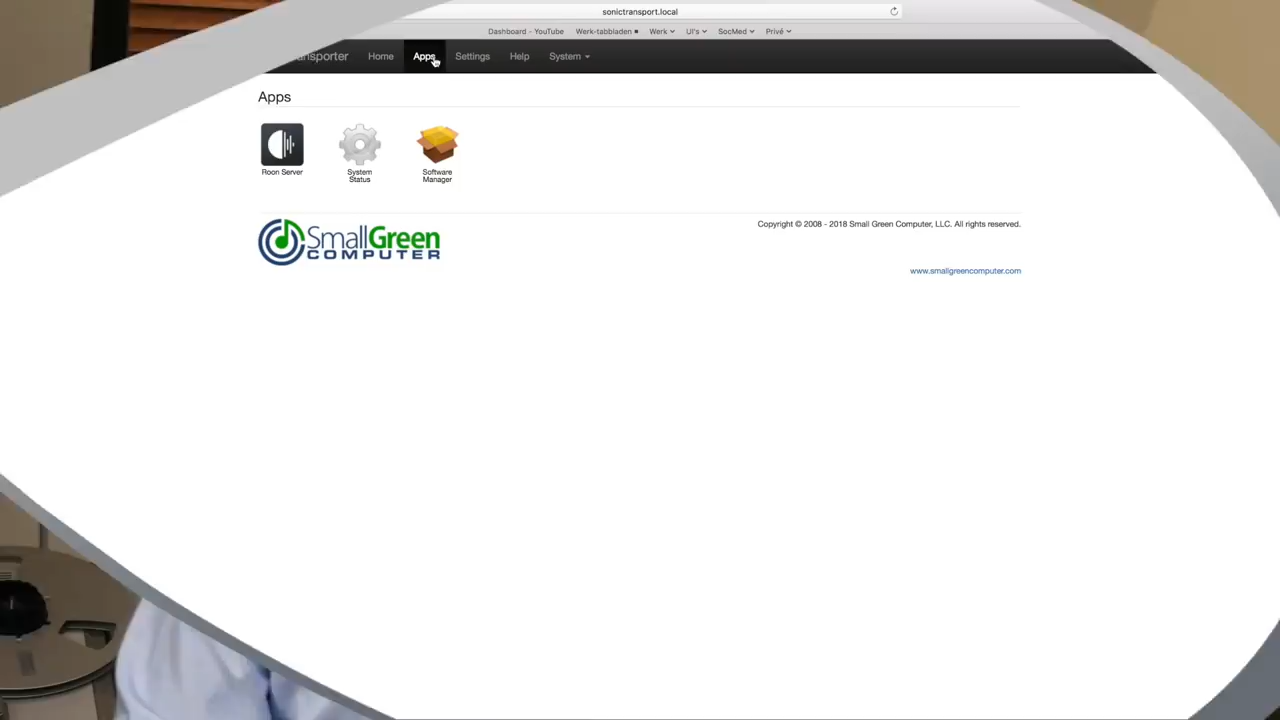 sonictransport.local
Dashboard - YouTube Werk-tabbladen Werk UI's SocMed Privé
nsporter Home Apps Settings Help System
Apps
Roon Server
System
Status
Software
Manager
SmallGreen
COMPUTER
Copyright © 2008 - 2018 Small Green Computer, LLC. All rights reserved.
www.smallgreencomputer.com